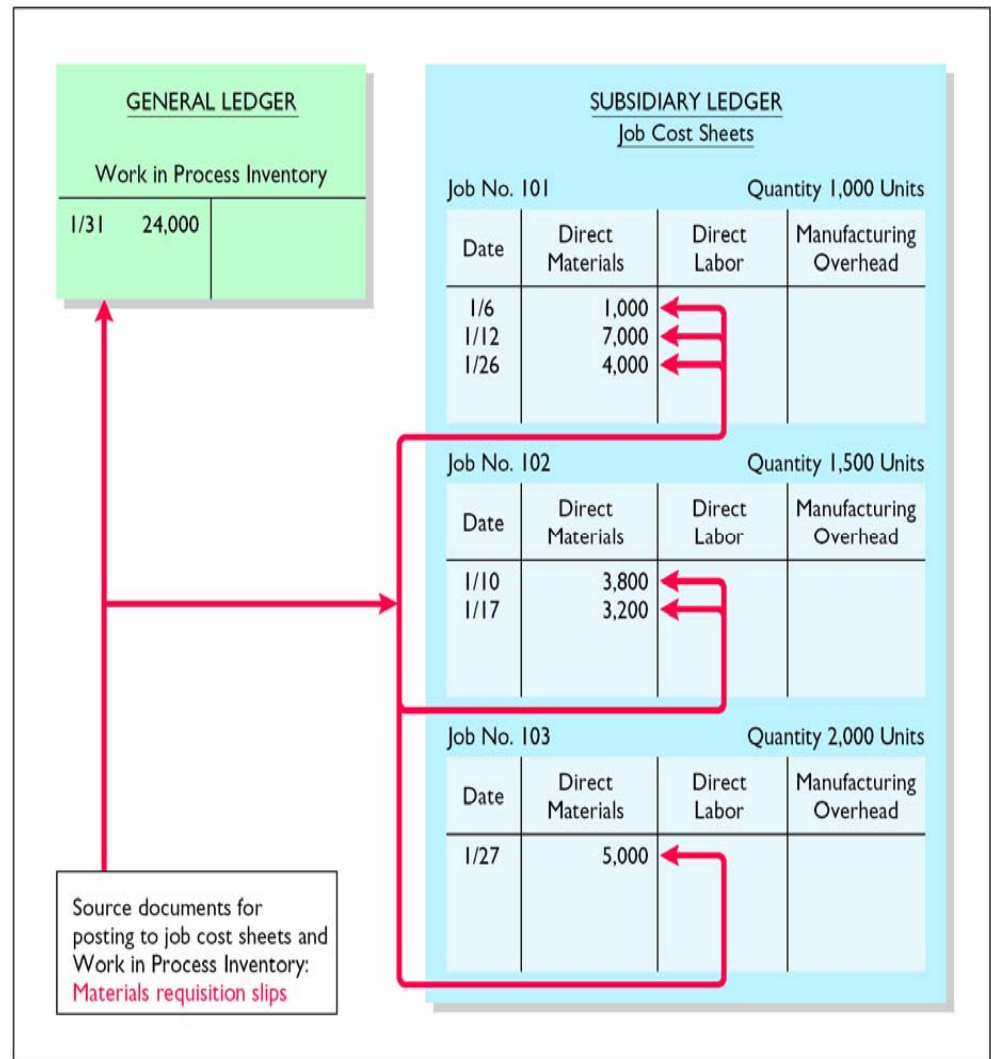 GENERAL LEDGER
Work in Process Inventory
1/31 24,000
SUBSIDIARY LEDGER
Job Cost Sheets
Job No. 101 Quantity 1,000 Units
Date Direct Materials Direct Labor Manufacturing Overhead
1/6 1,000
1/12 7,000
1/26 4,000
Job No. 102 Quantity 1,500 Units
Date Direct Materials Direct Labor Manufacturing Overhead
1/10 3,800
1/17 3,200
Job No. 103 Quantity 2,000 Units
Date Direct Materials Direct Labor Manufacturing Overhead
1/27 5,000
Source documents for
posting to job cost sheets and
Work in Process Inventory:
Materials requisition slips